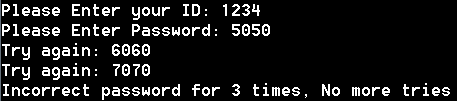 Please Enter your ID: 1234
Please Enter Password: 5050
Try again: 6060
Try again: 7070
Incorrect password for 3 times, No more tries